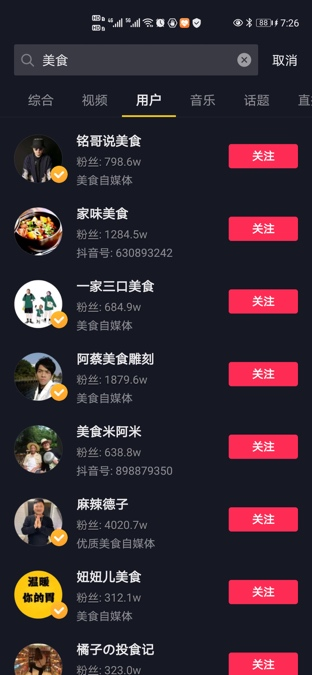 7:26
美食
取消
综合 视频 用户 音乐 话题
铭哥说美食
粉丝: 798.6w
美食自媒体
关注
家味美食
粉丝: 1284.5w
抖音号: 630893242
关注
一家三口美食
粉丝: 684.9w
美食自媒体
关注
阿蔡美食雕刻
粉丝: 1879.6w
美食自媒体
关注
美食米阿米
粉丝: 638.8w
抖音号: 898879350
关注
麻辣德子
粉丝: 4020.7w
优质美食自媒体
关注
温暖
你的胃
妞妞儿美食
粉丝: 312.1w
美食自媒体
关注
橘子の投食记
粉丝: 323.0w
关注